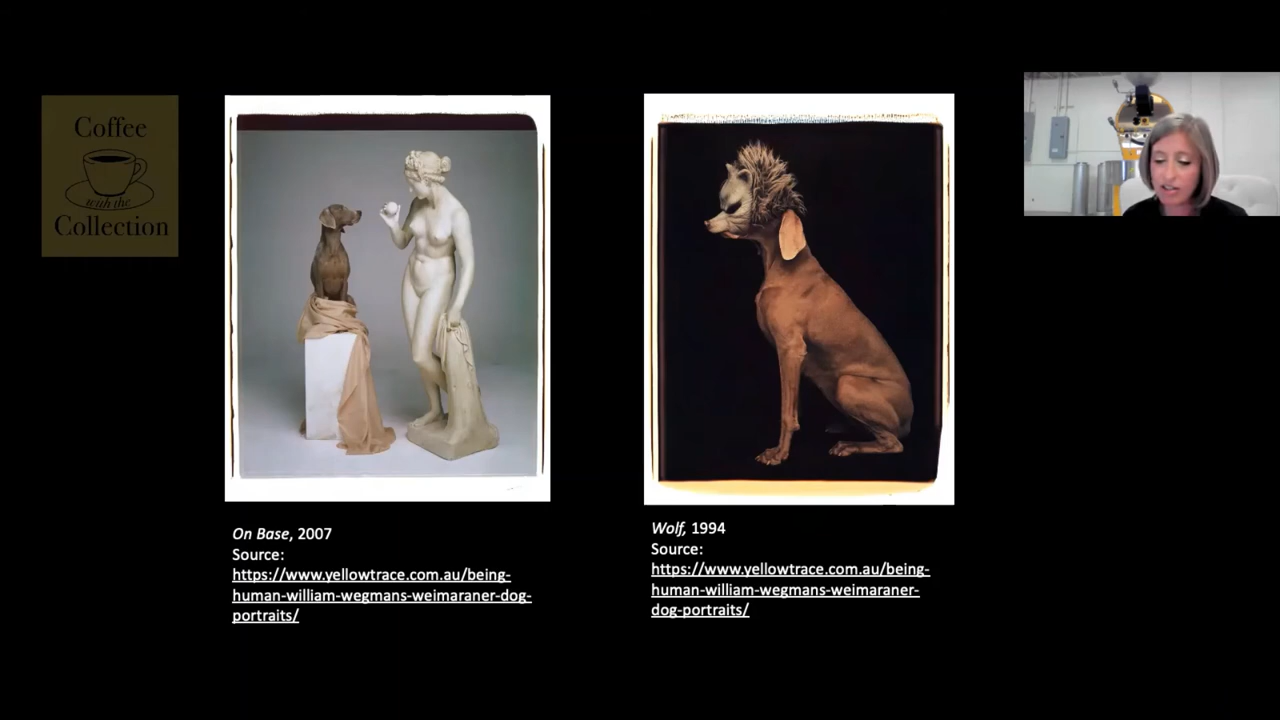 Coffee
with the
Collection
On Base, 2007
Source:
https://www.yellowtrace.com.au/being-
human-william-wegmans-weimaraner-dog-
portraits/
Wolf, 1994
Source:
https://www.yellowtrace.com.au/being-
human-william-wegmans-weimaraner-
dog-portraits/